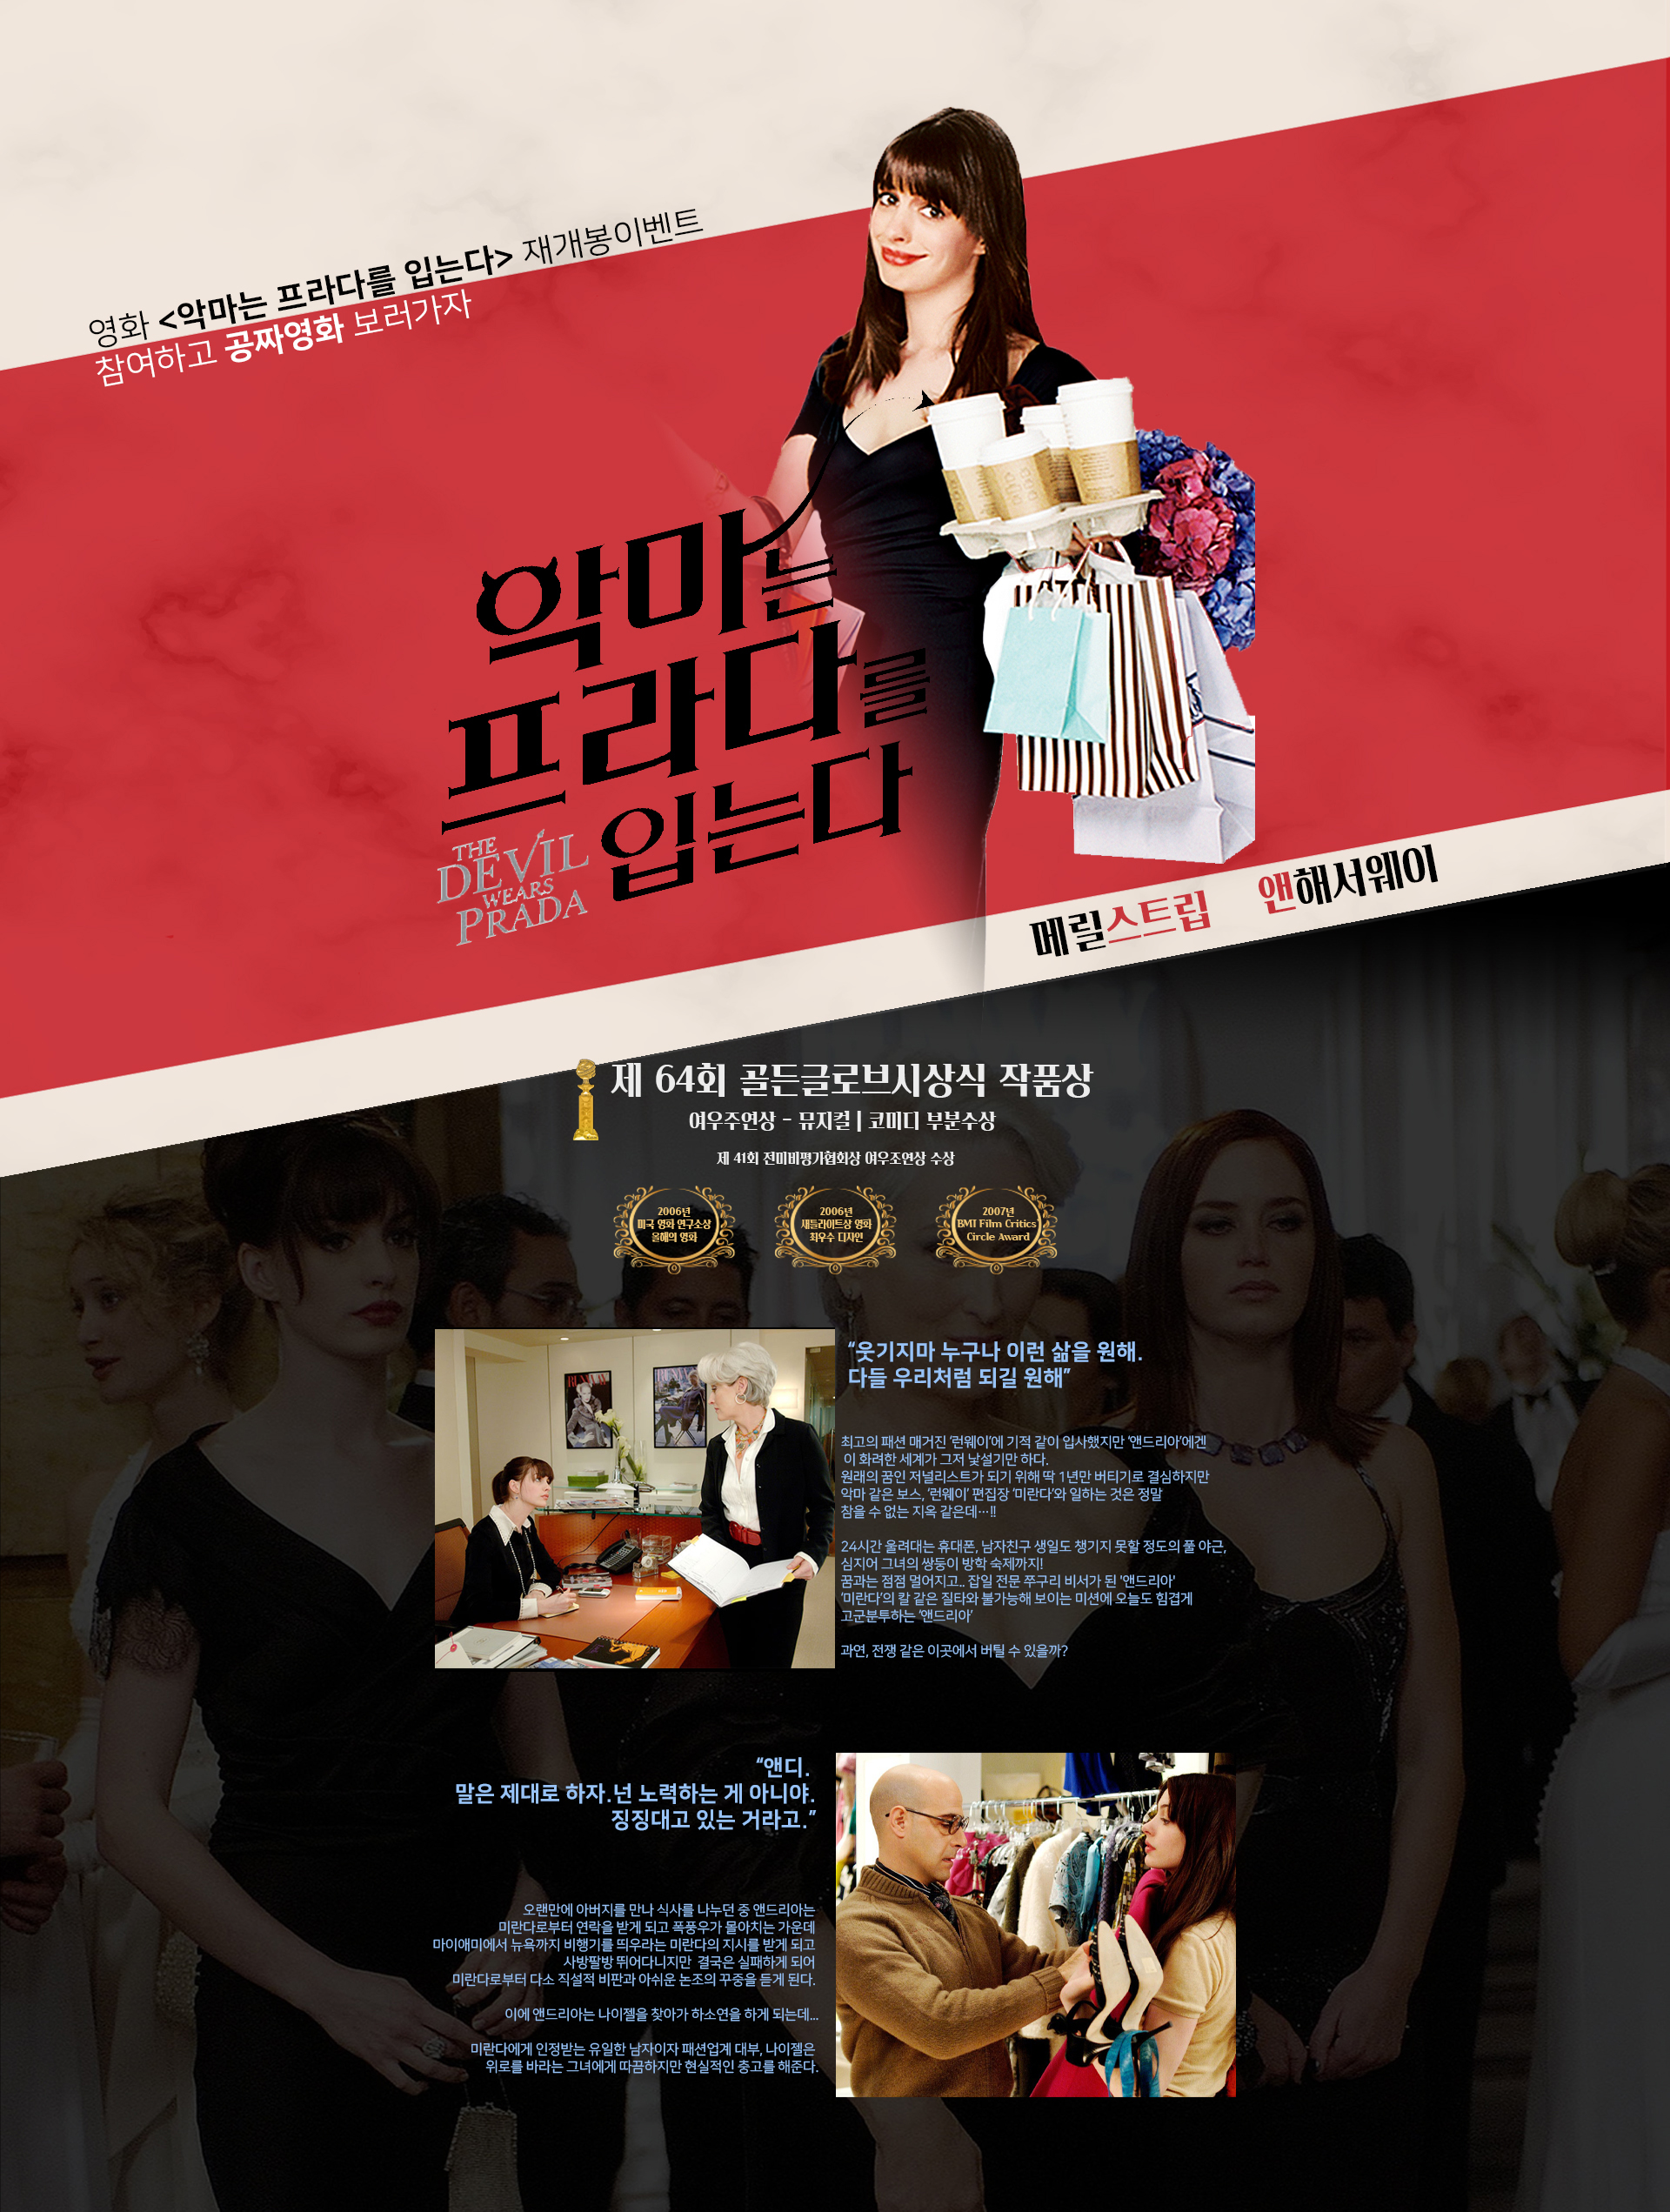 영화 <악마는 프라다를 입는다> 재개봉이벤트
참여하고 공짜영화 보러가자
악마는
프라다를
입는다
THE
DEVIL
WEARS
PRADA
메릴스트립 앤해서웨이
제 64회 골든글로브시상식 작품상
여우주연상 - 뮤지컬 | 코미디 부분수상
제 41회 전미비평가협회상 여우조연상 수상
2006년
미국 영화 연구소상
올해의 영화
2006년
새틀라이트상 영화
최우수 디자인
2007년
BMI Film Critics
Circle Award
RUNWAY
RUNWAY
“웃기지마 누구나 이런 삶을 원해.
다들 우리처럼 되길 원해”
최고의 패션 매거진 ‘런웨이’에 기적 같이 입사했지만 ‘앤드리아’에겐
이 화려한 세계가 그저 낯설기만 하다.
원래의 꿈인 저널리스트가 되기 위해 딱 1년만 버티기로 결심하지만
악마 같은 보스, ‘런웨이’ 편집장 ‘미란다’와 일하는 것은 정말
참을 수 없는 지옥 같은데…!!
24시간 울려대는 휴대폰, 남자친구 생일도 챙기지 못할 정도의 풀 야근,
심지어 그녀의 쌍둥이 방학 숙제까지!
꿈과는 점점 멀어지고.. 잡일 전문 쭈구리 비서가 된 '앤드리아'
‘미란다’의 칼 같은 질타와 불가능해 보이는 미션에 오늘도 힘겹게
고군분투하는 ‘앤드리아’
과연, 전쟁 같은 이곳에서 버틸 수 있을까?
“앤디.
말은 제대로 하자.넌 노력하는 게 아니야.
징징대고 있는 거라고.”
오랜만에 아버지를 만나 식사를 나누던 중 앤드리아는
미란다로부터 연락을 받게 되고 폭풍우가 몰아치는 가운데
마이애미에서 뉴욕까지 비행기를 띄우라는 미란다의 지시를 받게 되고
사방팔방 뛰어다니지만 결국은 실패하게 되어
미란다로부터 다소 직설적 비판과 아쉬운 논조의 꾸중을 듣게 된다.
이에 앤드리아는 나이젤을 찾아가 하소연을 하게 되는데...
미란다에게 인정받는 유일한 남자이자 패션업계 대부, 나이젤은
위로를 바라는 그녀에게 따끔하지만 현실적인 충고를 해준다.